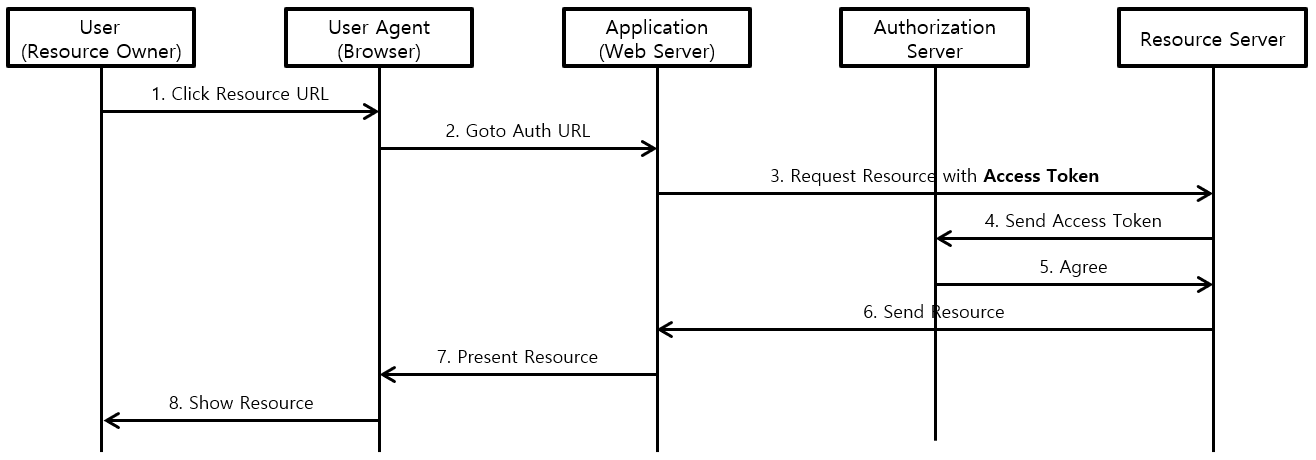 User
(Resource Owner)
User Agent
(Browser)
Application
(Web Server)
Authorization
Server
Resource Server
1. Click Resource URL
2. Goto Auth URL
3. Request Resource with Access Token
4. Send Access Token
5. Agree
6. Send Resource
7. Present Resource
8. Show Resource